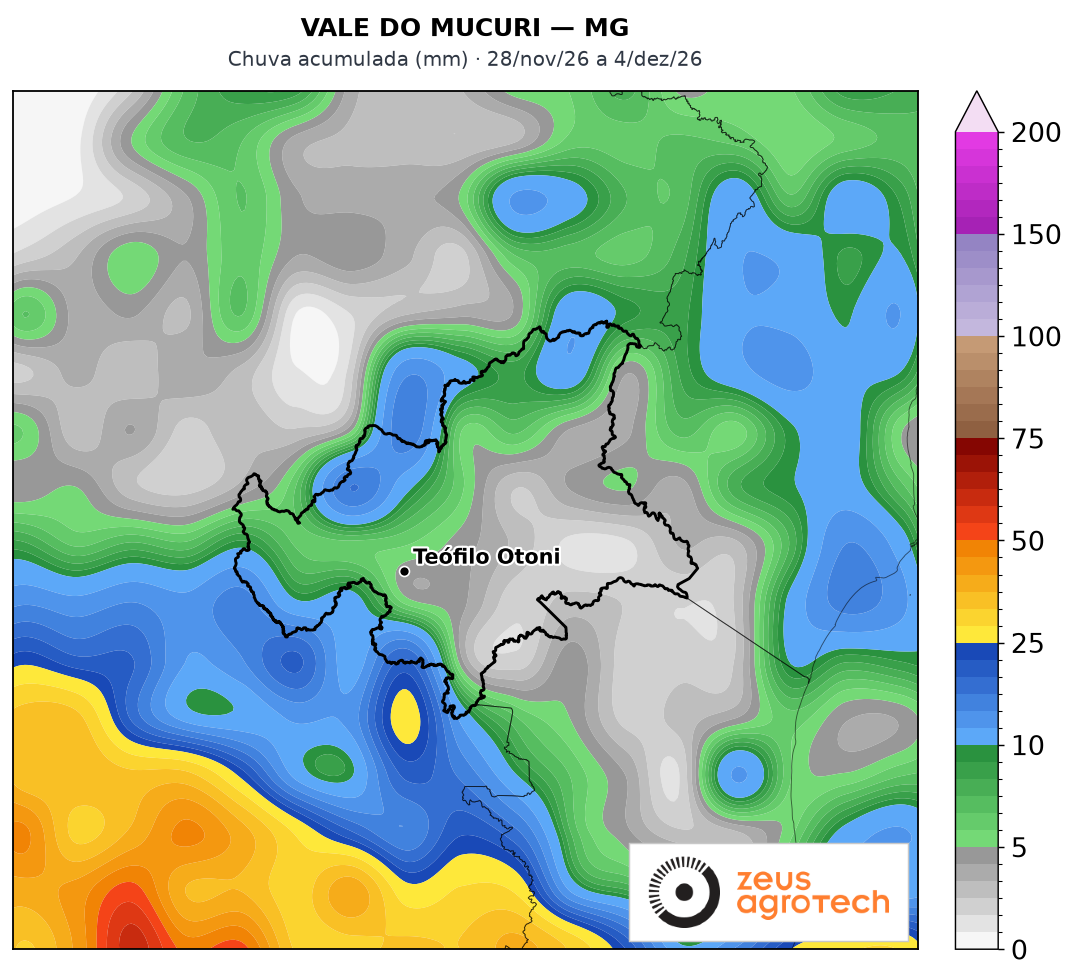 VALE DO MUCURI — MG
Chuva acumulada (mm) · 28/nov/26 a 4/dez/26
200
150
100
75
50
25
10
5
0
Teófilo Otoni
zeus
agrotech